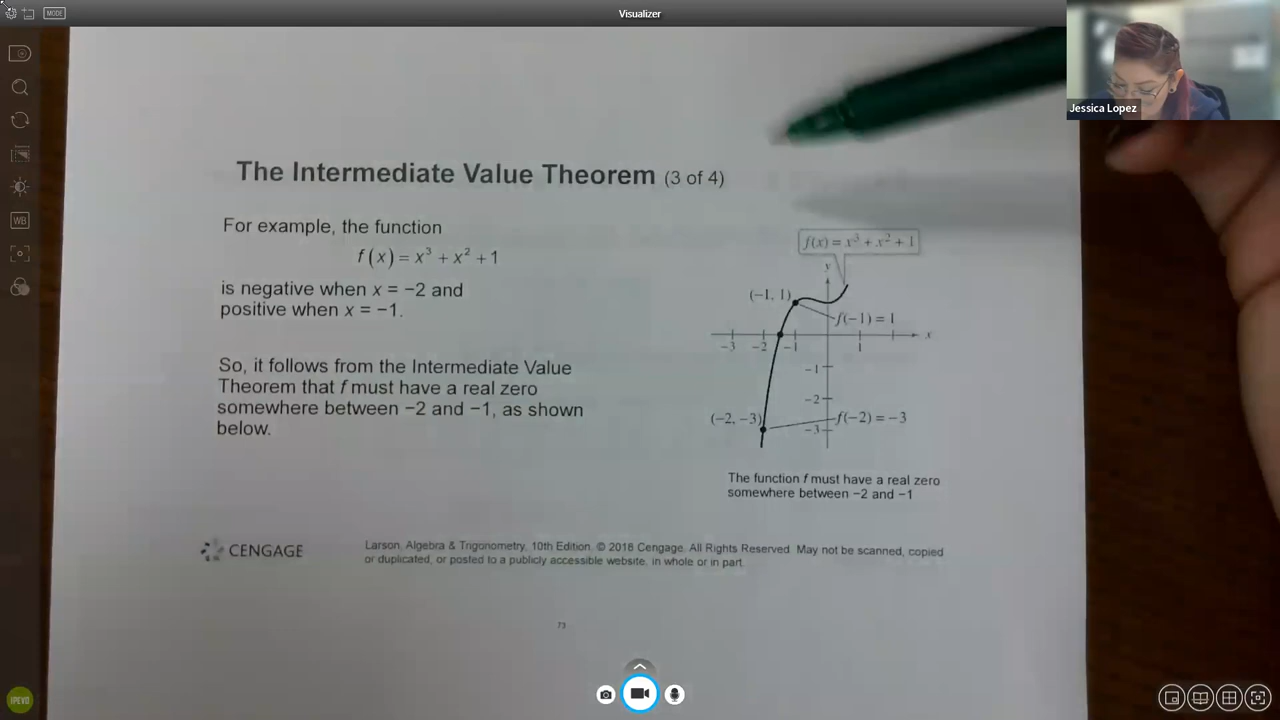 MODE
Visualizer
Jessica Lopez
WB
The Intermediate Value Theorem (3 of 4)
For example, the function
f(x) = x³ + x² + 1
is negative when x = −2 and
positive when x = −1.
So, it follows from the Intermediate Value
Theorem that f must have a real zero
somewhere between −2 and −1, as shown
below.
f(x) = x³ + x² + 1
y
(−1, 1)
f(−1) = 1
x
−3 −2 −1 1
−1
−2
(−2, −3)
f(−2) = −3
−3
The function f must have a real zero
somewhere between −2 and −1
CENGAGE
Larson, Algebra & Trigonometry, 10th Edition. © 2018 Cengage. All Rights Reserved. May not be scanned, copied
or duplicated, or posted to a publicly accessible website, in whole or in part.
73
IPEVO